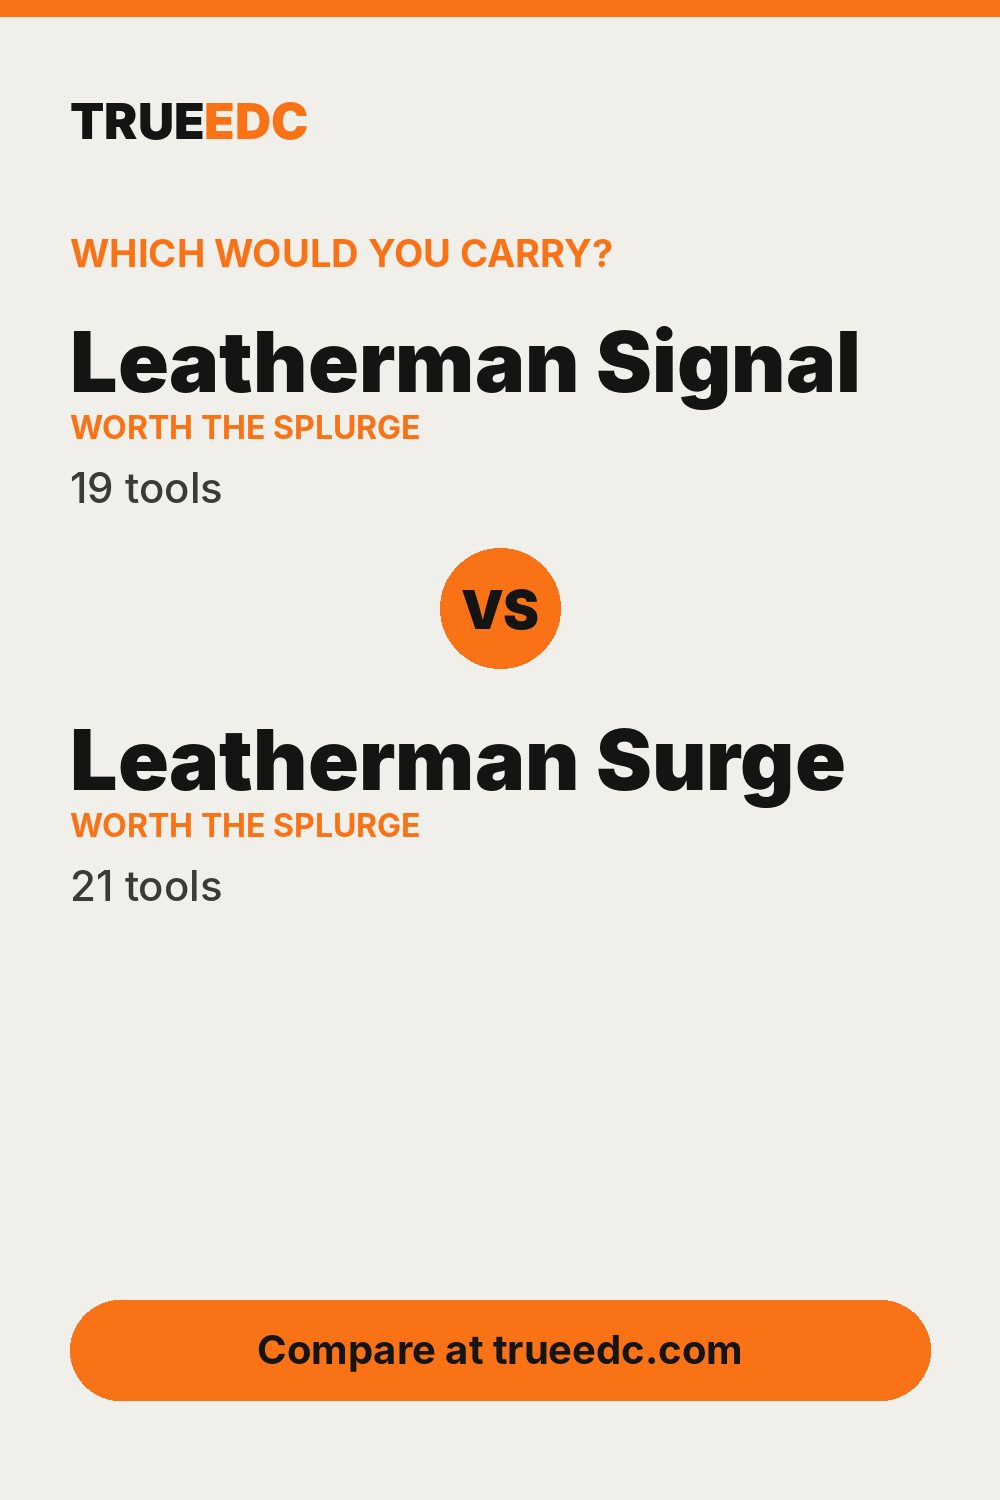 TRUEEDC
WHICH WOULD YOU CARRY?
Leatherman Signal
WORTH THE SPLURGE
19 tools
VS
Leatherman Surge
WORTH THE SPLURGE
21 tools
Compare at trueedc.com